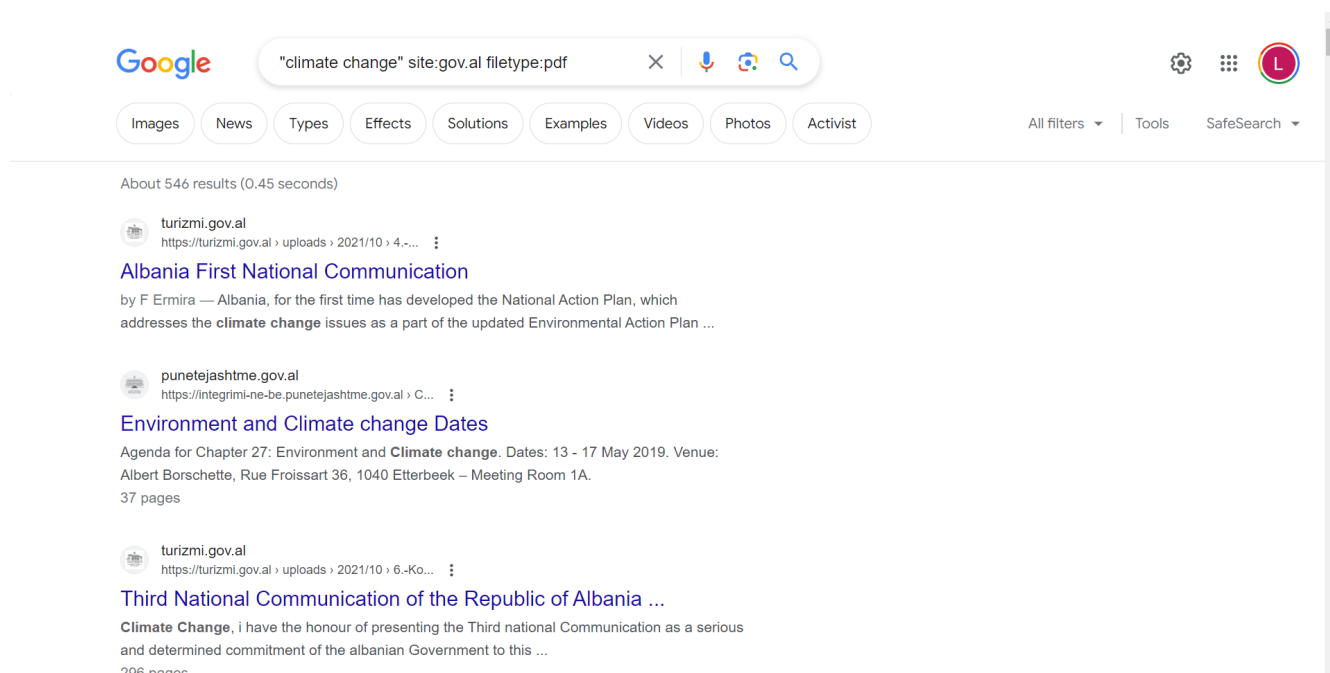 Google
"climate change" site:gov.al filetype:pdf
L
Images News Types Effects Solutions Examples Videos Photos Activist
All filters Tools SafeSearch
About 546 results (0.45 seconds)
turizmi.gov.al
https://turizmi.gov.al › uploads › 2021/10 › 4.-...
Albania First National Communication
by F Ermira — Albania, for the first time has developed the National Action Plan, which
addresses the climate change issues as a part of the updated Environmental Action Plan ...
punetejashtme.gov.al
https://integrimi-ne-be.punetejashtme.gov.al › C...
Environment and Climate change Dates
Agenda for Chapter 27: Environment and Climate change. Dates: 13 - 17 May 2019. Venue:
Albert Borschette, Rue Froissart 36, 1040 Etterbeek – Meeting Room 1A.
37 pages
turizmi.gov.al
https://turizmi.gov.al › uploads › 2021/10 › 6.-Ko...
Third National Communication of the Republic of Albania ...
Climate Change, i have the honour of presenting the Third national Communication as a serious
and determined commitment of the albanian Government to this ...
296 pages